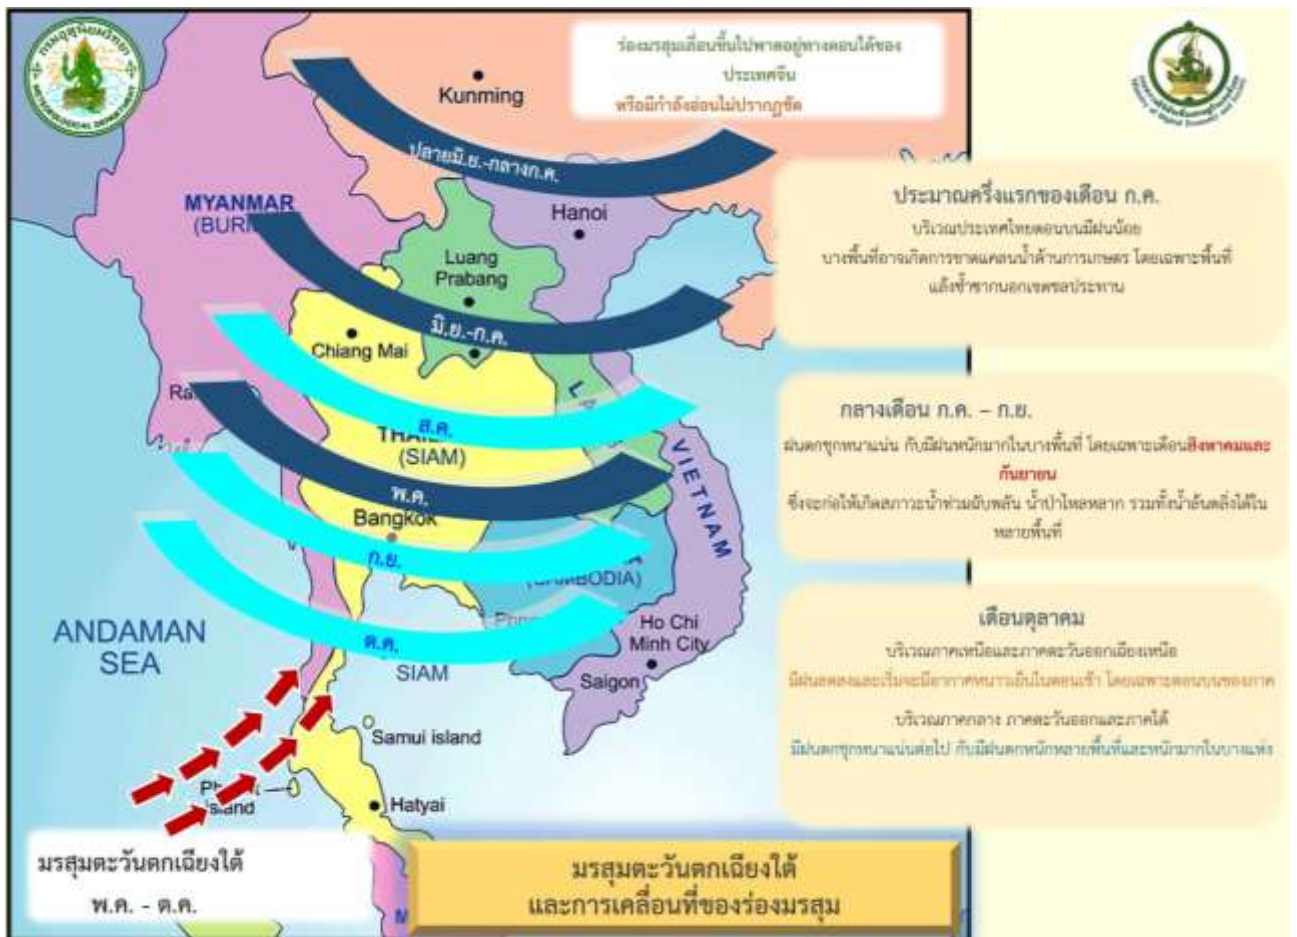 กรมอุตุนิยมวิทยา
METEOROLOGICAL DEPARTMENT
ร่องมรสุมเลื่อนขึ้นไปพาดอยู่ทางตอนใต้ของ
ประเทศจีน
หรือมีกำลังอ่อนไม่ปรากฏชัด
Kunming
ปลายมิ.ย.-กลางก.ค.
MYANMAR
Hanoi
Luang
Prabang
มิ.ย.-ก.ค.
Chiang Mai
ส.ค.
(SIAM)
พ.ค.
Bangkok
VIETNAM
ก.ย.
ต.ค.
ANDAMAN
SEA
SIAM
Ho Chi
Minh City
Saigon
Samui island
Hatyai
มรสุมตะวันตกเฉียงใต้
พ.ค. - ต.ค.
มรสุมตะวันตกเฉียงใต้
และการเคลื่อนที่ของร่องมรสุม
ประมาณครึ่งแรกของเดือน ก.ค.
บริเวณประเทศไทยตอนบนมีฝนน้อย
บางพื้นที่อาจเกิดการขาดแคลนน้ำด้านการเกษตร โดยเฉพาะพื้นที่
แล้งซ้ำซากนอกเขตชลประทาน
กลางเดือน ก.ค. – ก.ย.
ฝนตกชุกหนาแน่น กับมีฝนหนักมากในบางพื้นที่ โดยเฉพาะเดือนสิงหาคมและ
กันยายน
ซึ่งจะก่อให้เกิดสภาวะน้ำท่วมฉับพลัน น้ำป่าไหลหลาก รวมทั้งน้ำล้นตลิ่งได้ใน
หลายพื้นที่
เดือนตุลาคม
บริเวณภาคเหนือและภาคตะวันออกเฉียงเหนือ
มีฝนลดลงและเริ่มจะมีอากาศหนาวเย็นในตอนเช้า โดยเฉพาะตอนบนของภาค
บริเวณภาคกลาง ภาคตะวันออกและภาคใต้
มีฝนตกชุกหนาแน่นต่อไป กับมีฝนตกหนักหลายพื้นที่และหนักมากในบางแห่ง